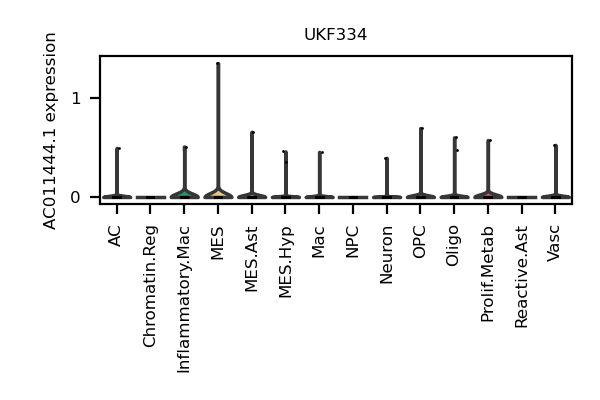 UKF334
AC011444.1 expression
1
0
AC
Chromatin.Reg
Inflammatory.Mac
MES
MES.Ast
MES.Hyp
Mac
NPC
Neuron
OPC
Oligo
Prolif.Metab
Reactive.Ast
Vasc